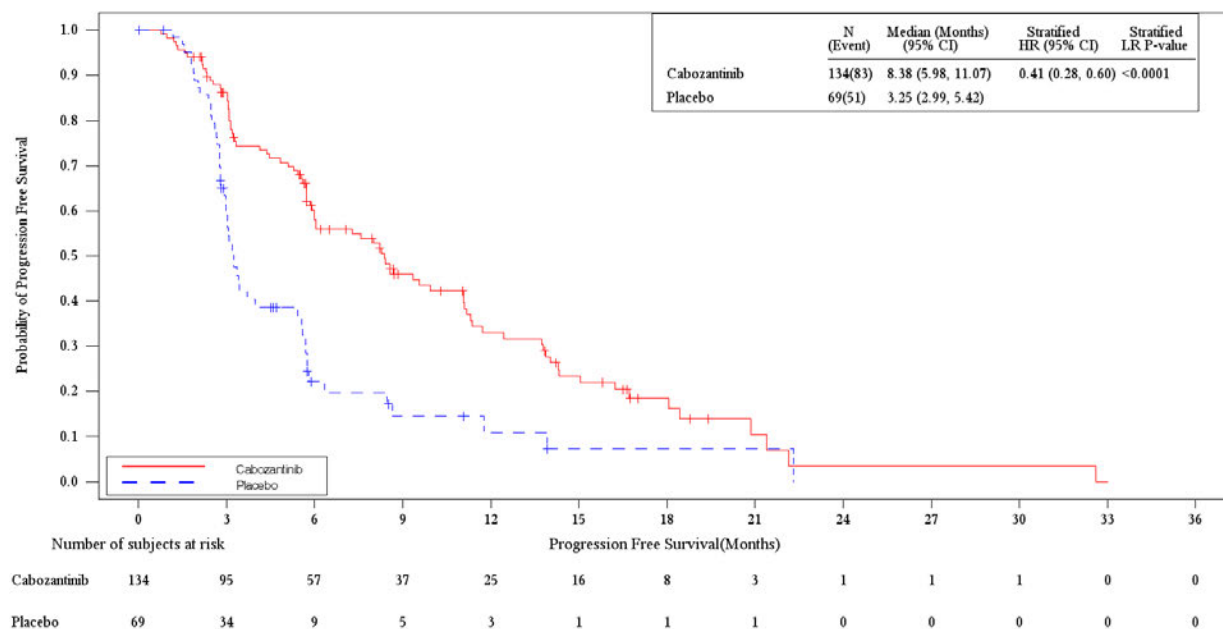 N Median (Months) Stratified Stratified
(Event) (95% CI) HR (95% CI) LR P-value
Cabozantinib 134(83) 8.38 (5.98, 11.07) 0.41 (0.28, 0.60) <0.0001
Placebo 69(51) 3.25 (2.99, 5.42)
Probability of Progression Free Survival
1.0
0.9
0.8
0.7
0.6
0.5
0.4
0.3
0.2
0.1
0.0
Cabozantinib
Placebo
0 3 6 9 12 15 18 21 24 27 30 33 36
Number of subjects at risk Progression Free Survival(Months)
Cabozantinib 134 95 57 37 25 16 8 3 1 1 1 0 0
Placebo 69 34 9 5 3 1 1 1 0 0 0 0 0